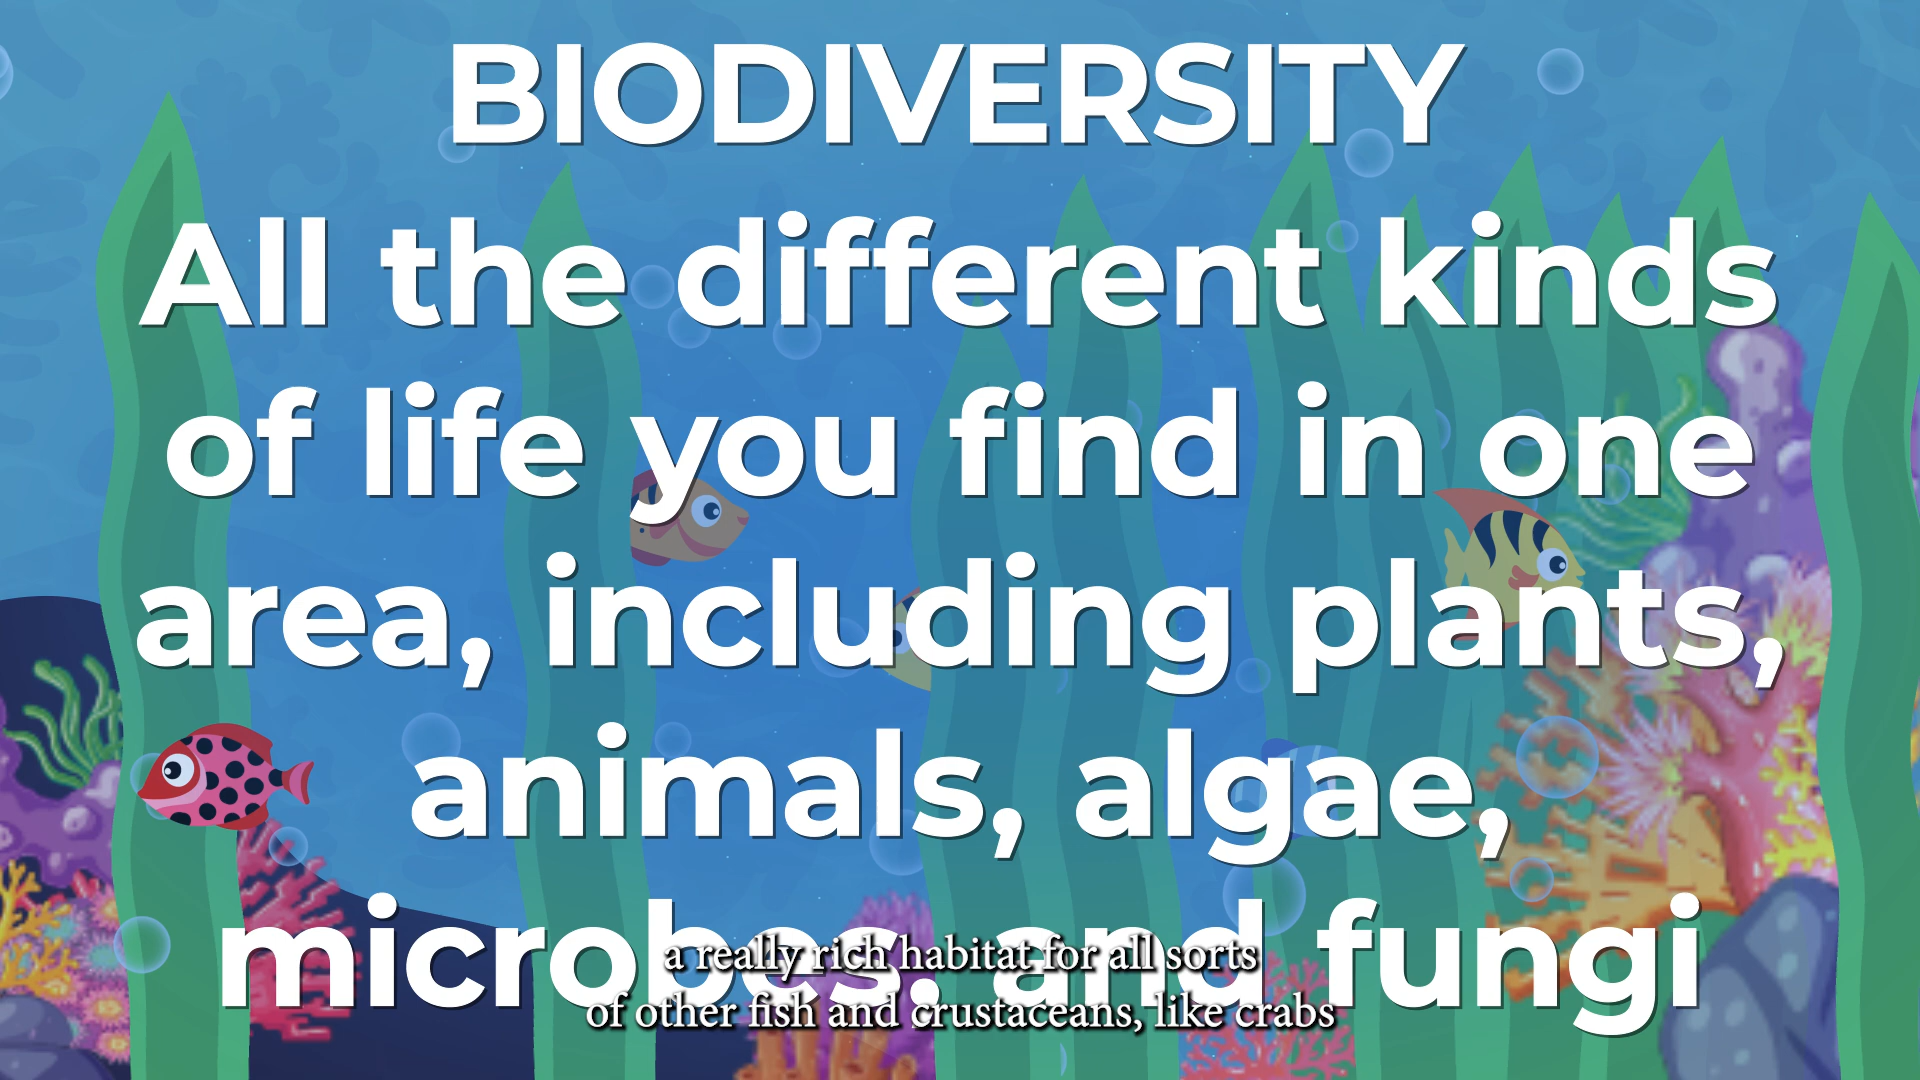 BIODIVERSITY
All the different kinds
of life you find in one
area, including plants,
animals, algae,
microbes, and fungi
a really rich habitat for all sorts
of other fish and crustaceans, like crabs